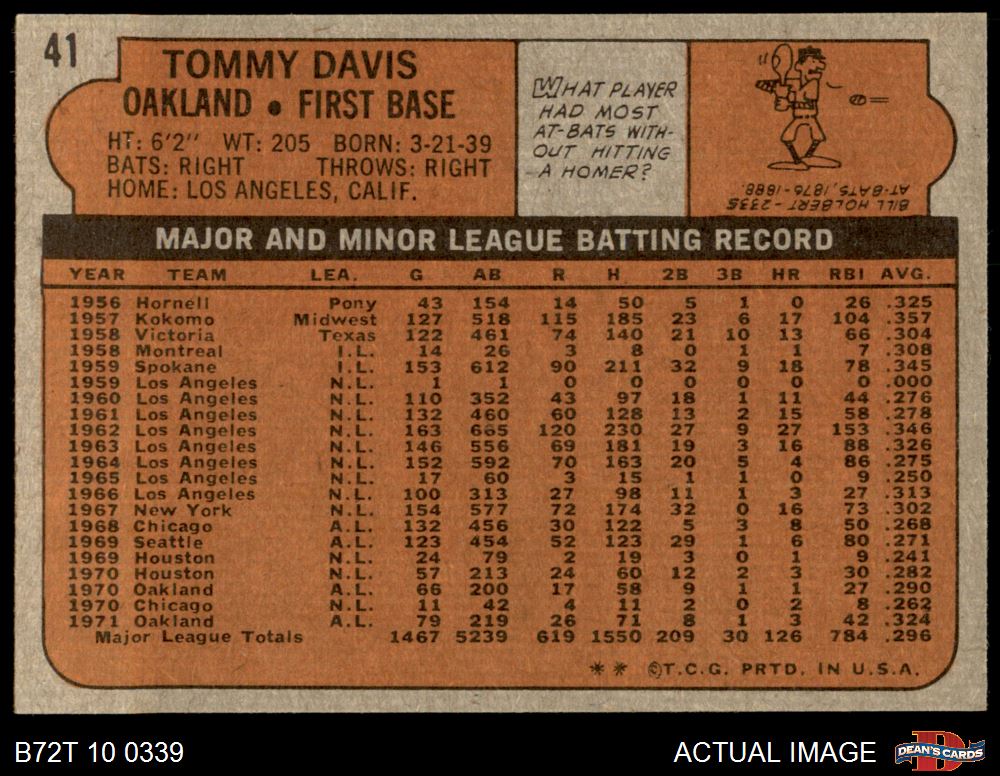 41
TOMMY DAVIS
OAKLAND • FIRST BASE
HT: 6'2" WT: 205 BORN: 3-21-39
BATS: RIGHT THROWS: RIGHT
HOME: LOS ANGELES, CALIF.
WHAT PLAYER
HAD MOST
AT-BATS WITH-
OUT HITTING
A HOMER?
BILL HOLBERT-2335
AT-BATS, 1876-1888.
MAJOR AND MINOR LEAGUE BATTING RECORD
YEAR TEAM LEA. G AB R H 2B 3B HR RBI AVG.
1956 Hornell Pony 43 154 14 50 5 1 0 26 .325
1957 Kokomo Midwest 127 518 115 185 23 6 17 104 .357
1958 Victoria Texas 122 461 74 140 21 10 13 66 .304
1958 Montreal I.L. 14 26 3 8 0 1 1 7 .308
1959 Spokane I.L. 153 612 90 211 32 9 18 78 .345
1959 Los Angeles N.L. 1 1 0 0 0 0 0 0 .000
1960 Los Angeles N.L. 110 352 43 97 18 1 11 44 .276
1961 Los Angeles N.L. 132 460 60 128 13 2 15 58 .278
1962 Los Angeles N.L. 163 665 120 230 27 9 27 153 .346
1963 Los Angeles N.L. 146 556 69 181 19 3 16 88 .326
1964 Los Angeles N.L. 152 592 70 163 20 5 4 86 .275
1965 Los Angeles N.L. 17 60 3 15 1 1 0 9 .250
1966 Los Angeles N.L. 100 313 27 98 11 1 3 27 .313
1967 New York N.L. 154 577 72 174 32 0 16 73 .302
1968 Chicago A.L. 132 456 30 122 5 3 8 50 .268
1969 Seattle A.L. 123 454 52 123 29 1 6 80 .271
1969 Houston N.L. 24 79 2 19 3 0 1 9 .241
1970 Houston N.L. 57 213 24 60 12 2 3 30 .282
1970 Oakland A.L. 66 200 17 58 9 1 1 27 .290
1970 Chicago N.L. 11 42 4 11 2 0 2 8 .262
1971 Oakland A.L. 79 219 26 71 8 1 3 42 .324
Major League Totals 1467 5239 619 1550 209 30 126 784 .296
** ©T.C.G. PRTD. IN U.S.A.
B72T 10 0339
ACTUAL IMAGE
DEAN'S CARDS